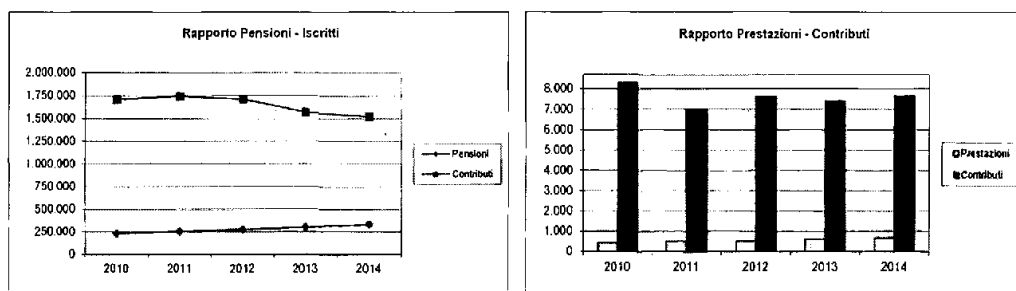 Rapporto Pensioni - Iscritti
2.000.000
1.750.000
1.500.000
1.250.000
1.000.000
750.000
500.000
250.000
0
2010 2011 2012 2013 2014
Pensioni
Contributi
Rapporto Prestazioni - Contributi
8.000
7.000
6.000
5.000
4.000
3.000
2.000
1.000
0
2010 2011 2012 2013 2014
Prestazioni
Contributi